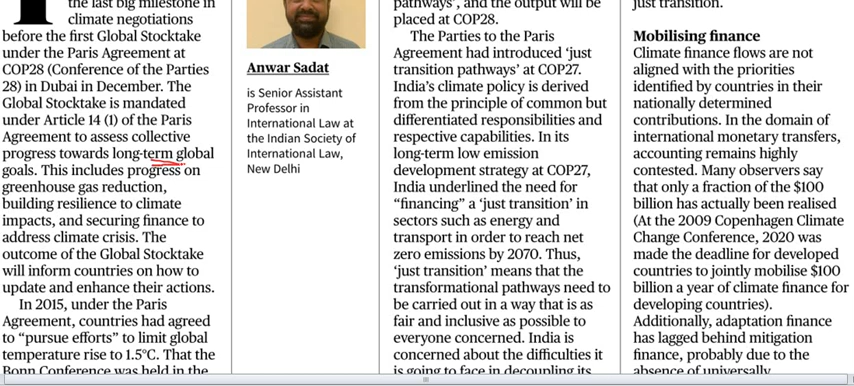 the last big milestone in
climate negotiations
before the first Global Stocktake
under the Paris Agreement at
COP28 (Conference of the Parties
28) in Dubai in December. The
Global Stocktake is mandated
under Article 14 (1) of the Paris
Agreement to assess collective
progress towards long-term global
goals. This includes progress on
greenhouse gas reduction,
building resilience to climate
impacts, and securing finance to
address climate crisis. The
outcome of the Global Stocktake
will inform countries on how to
update and enhance their actions.
In 2015, under the Paris
Agreement, countries had agreed
to “pursue efforts” to limit global
temperature rise to 1.5°C. That the
Bonn Conference was held in the
Anwar Sadat
is Senior Assistant
Professor in
International Law at
the Indian Society of
International Law,
New Delhi
pathways’, and the output will be
placed at COP28.
The Parties to the Paris
Agreement had introduced ‘just
transition pathways’ at COP27.
India’s climate policy is derived
from the principle of common but
differentiated responsibilities and
respective capabilities. In its
long-term low emission
development strategy at COP27,
India underlined the need for
“financing” a ‘just transition’ in
sectors such as energy and
transport in order to reach net
zero emissions by 2070. Thus,
‘just transition’ means that the
transformational pathways need to
be carried out in a way that is as
fair and inclusive as possible to
everyone concerned. India is
concerned about the difficulties it
is going to face in decoupling its
just transition.
Mobilising finance
Climate finance flows are not
aligned with the priorities
identified by countries in their
nationally determined
contributions. In the domain of
international monetary transfers,
accounting remains highly
contested. Many observers say
that only a fraction of the $100
billion has actually been realised
(At the 2009 Copenhagen Climate
Change Conference, 2020 was
made the deadline for developed
countries to jointly mobilise $100
billion a year of climate finance for
developing countries).
Additionally, adaptation finance
has lagged behind mitigation
finance, probably due to the
absence of universally